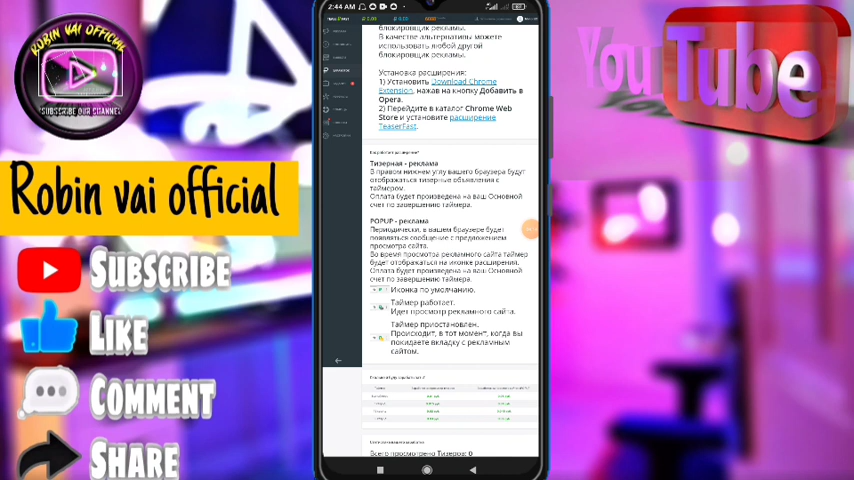 ROBIN VAI OFFICIAL
SUBSCRIBE OUR CHANNEL
Robin vai official
SUBSCRIBE
LIKE
COMMENT
SHARE
YouTube
2:44 AM
блокировщик рекламы.
В качестве альтернативы можете
использовать любой другой
блокировщик рекламы.
Установка расширения:
1) Установить Download Chrome
Extension, нажав на кнопку Добавить в
Opera.
2) Перейдите в каталог Chrome Web
Store и установите расширение
TeaserFast.
Как работает расширение?
Тизерная - реклама
В правом нижнем углу вашего браузера будут
отображаться тизерные объявления с
таймером.
Оплата будет произведена на ваш Основной
счет по завершению таймера.
POPUP - реклама
Периодически, в вашем браузере будет
появляться сообщение с предложением
просмотра сайта.
Во время просмотра рекламного сайта таймер
будет отображаться на иконке расширения.
Оплата будет произведена на ваш Основной
счет по завершению таймера.
Иконка по умолчанию.
Таймер работает.
Идет просмотр рекламного сайта.
Таймер приостановлен.
Происходит, в тот момент, когда вы
покидаете вкладку с рекламным
сайтом.
Всего просмотрено Тизеров: 0